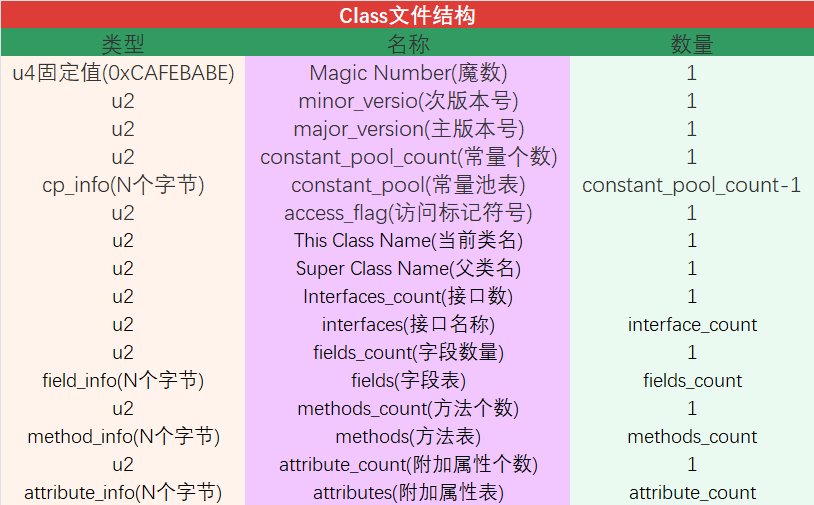 Class文件结构
类型 名称 数量
u4固定值(0xCAFEBABE) Magic Number(魔数) 1
u2 minor_versio(次版本号) 1
u2 major_version(主版本号) 1
u2 constant_pool_count(常量个数) 1
cp_info(N个字节) constant_pool(常量池表) constant_pool_count-1
u2 access_flag(访问标记符号) 1
u2 This Class Name(当前类名) 1
u2 Super Class Name(父类名) 1
u2 Interfaces_count(接口数) 1
u2 interfaces(接口名称) interface_count
u2 fields_count(字段数量) 1
field_info(N个字节) fields(字段表) fields_count
u2 methods_count(方法个数) 1
method_info(N个字节) methods(方法表) methods_count
u2 attribute_count(附加属性个数) 1
attribute_info(N个字节) attributes(附加属性表) attribute_count